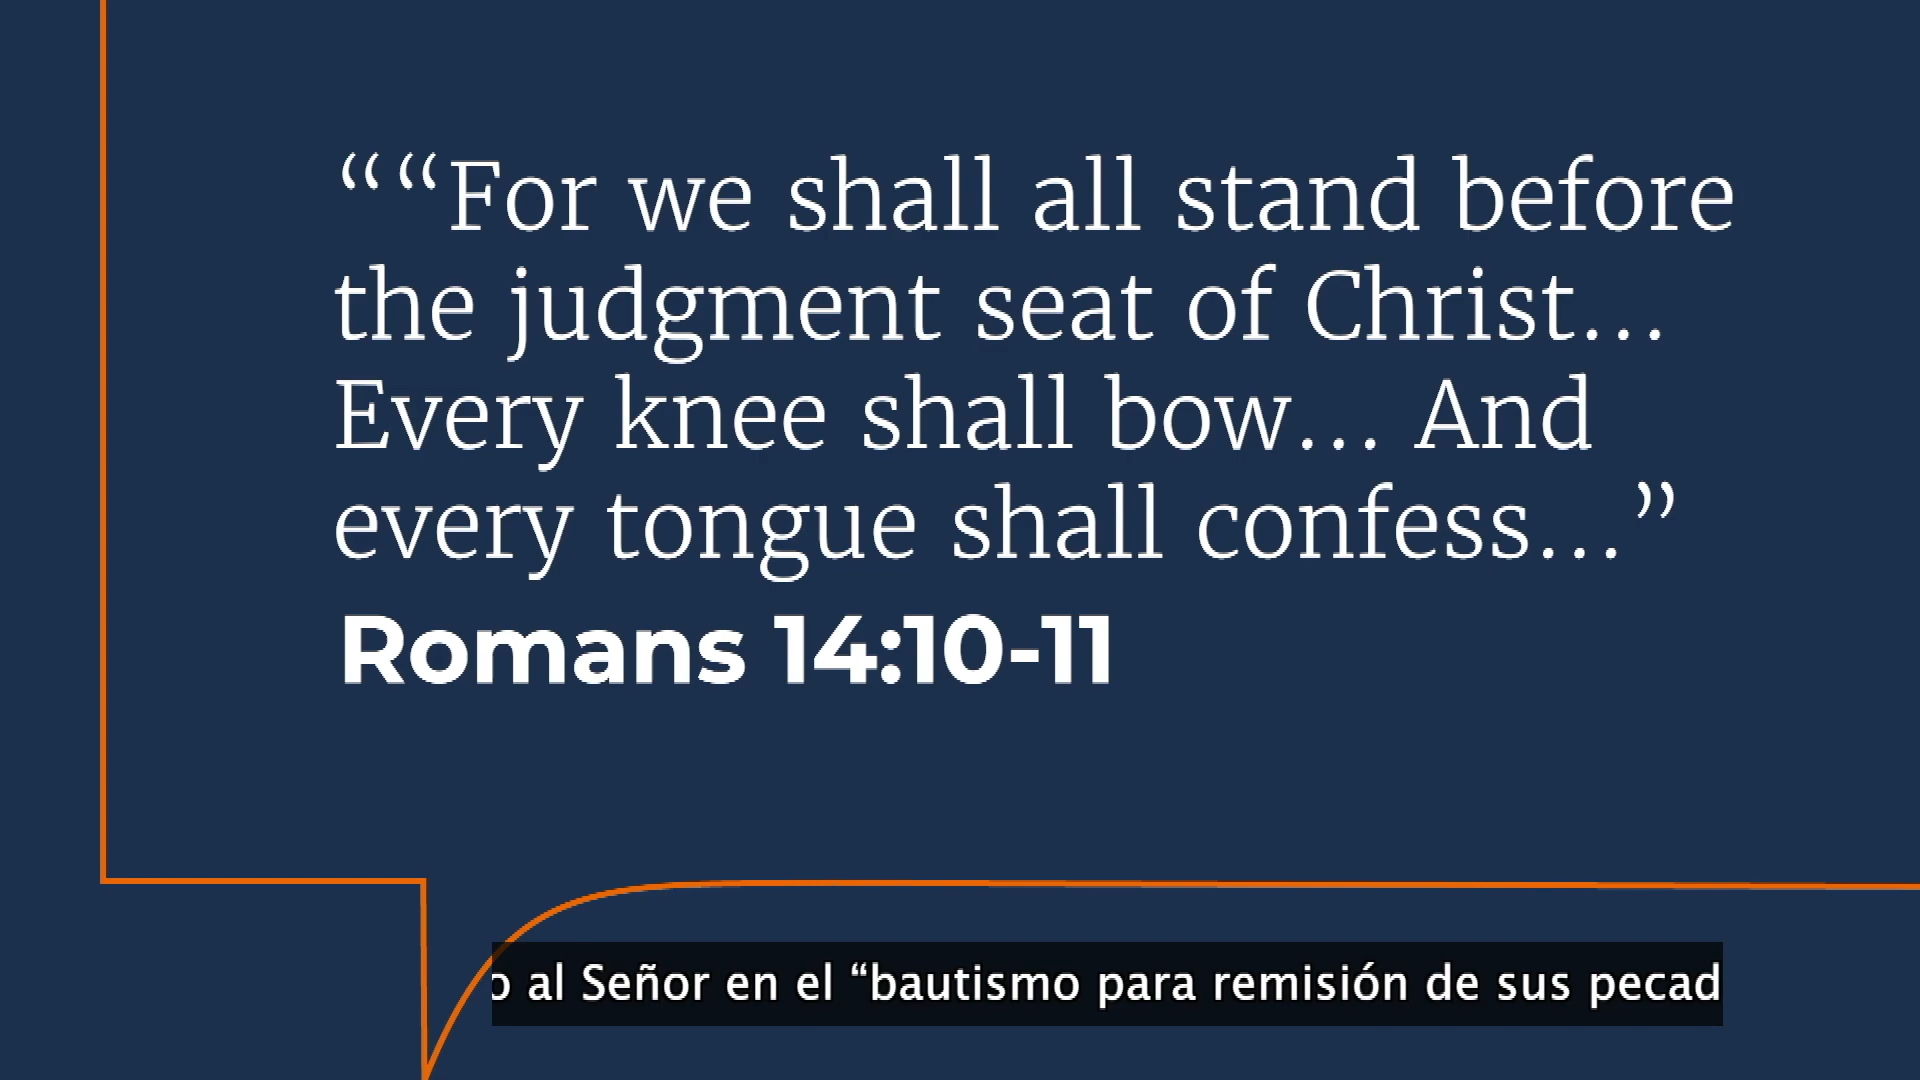 ““For we shall all stand before
the judgment seat of Christ...
Every knee shall bow... And
every tongue shall confess...”
Romans 14:10-11
o al Señor en el “bautismo para remisión de sus pecad